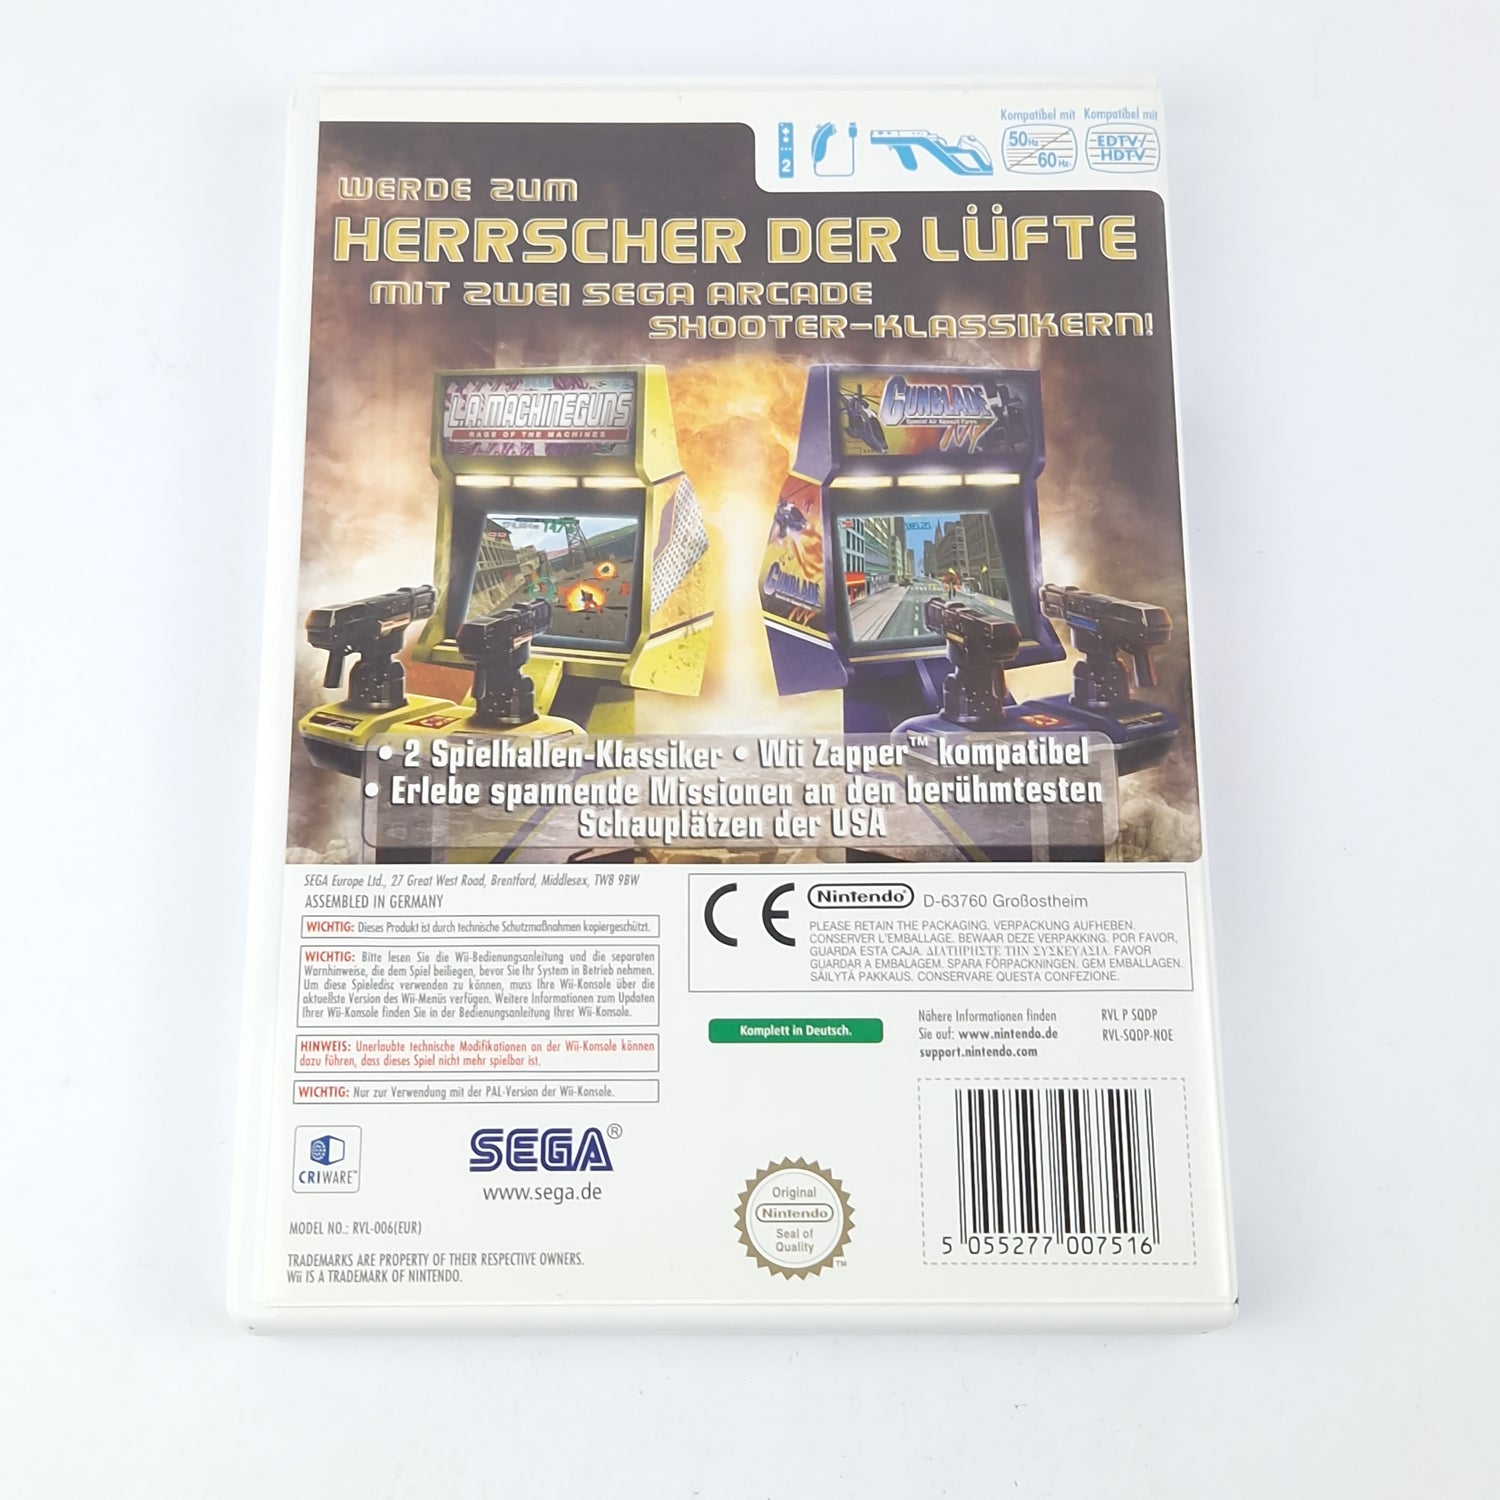 Kompatibel mit Kompatibel mit
50Hz
60Hz
EDTV/
HDTV
2
WERDE ZUM
HERRSCHER DER LÜFTE
MIT ZWEI SEGA ARCADE
SHOOTER-KLASSIKERN!
L.A. MACHINEGUNS
RAGE OF THE MACHINES
GUNBLADE
Special Air Assault Force
NY
GUNBLADE
NY
• 2 Spielhallen-Klassiker • Wii Zapper™ kompatibel
• Erlebe spannende Missionen an den berühmtesten
Schauplätzen der USA
SEGA Europe Ltd., 27 Great West Road, Brentford, Middlesex, TW8 9BW
ASSEMBLED IN GERMANY
WICHTIG: Dieses Produkt ist durch technische Schutzmaßnahmen kopiergeschützt.
WICHTIG: Bitte lesen Sie die Wii-Bedienungsanleitung und die separaten
Warnhinweise, die dem Spiel beiliegen, bevor Sie Ihr System in Betrieb nehmen.
Um diese Spieledisc verwenden zu können, muss Ihre Wii-Konsole über die
aktuellste Version des Wii-Menüs verfügen. Weitere Informationen zum Updaten
Ihrer Wii-Konsole finden Sie in der Bedienungsanleitung Ihrer Wii-Konsole.
HINWEIS: Unerlaubte technische Modifikationen an der Wii-Konsole können
dazu führen, dass dieses Spiel nicht mehr spielbar ist.
WICHTIG: Nur zur Verwendung mit der PAL-Version der Wii-Konsole.
CE Nintendo® D-63760 Großostheim
PLEASE RETAIN THE PACKAGING. VERPACKUNG AUFHEBEN.
CONSERVER L'EMBALLAGE. BEWAAR DEZE VERPAKKING. POR FAVOR,
GUARDA ESTA CAJA. ΔΙΑΤΗΡΗΣΤΕ ΤΗΝ ΣΥΣΚΕΥΑΣΙΑ. FAVOR
GUARDAR A EMBALAGEM. SPARA FÖRPACKNINGEN. GEM EMBALLAGEN.
SÄILYTÄ PAKKAUS. CONSERVARE QUESTA CONFEZIONE.
Komplett in Deutsch.
Nähere Informationen finden
Sie auf: www.nintendo.de
support.nintendo.com
RVL P SQDP
RVL-SQDP-NOE
CRIWARE™
SEGA®
www.sega.de
MODEL NO.: RVL-006(EUR)
TRADEMARKS ARE PROPERTY OF THEIR RESPECTIVE OWNERS.
Wii IS A TRADEMARK OF NINTENDO.
Original
Nintendo
Seal of
Quality
TM
5 055277 007516